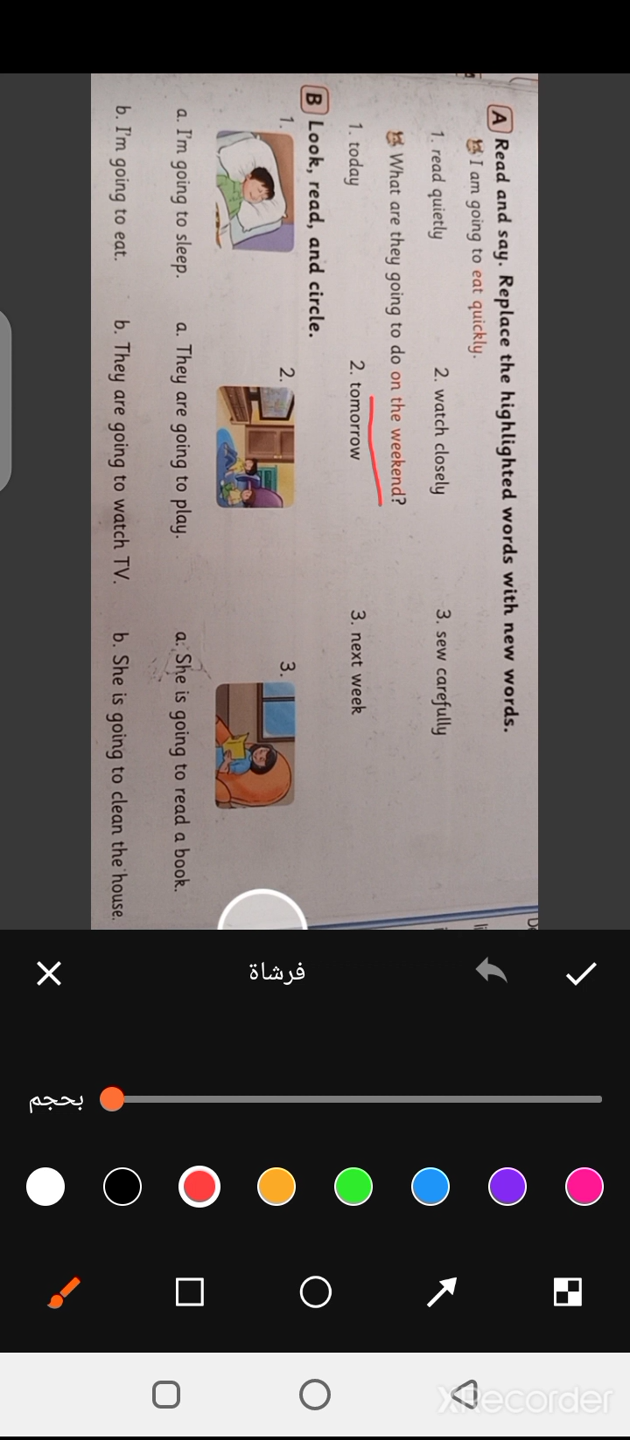 A Read and say. Replace the highlighted words with new words.
I am going to eat quickly.
1. read quietly 2. watch closely 3. sew carefully
What are they going to do on the weekend?
1. today 2. tomorrow 3. next week
B Look, read, and circle.
1. 2. 3.
a. I'm going to sleep. a. They are going to play. a. She is going to read a book.
b. I'm going to eat. b. They are going to watch TV. b. She is going to clean the house.
فرشاة
بحجم
XRecorder